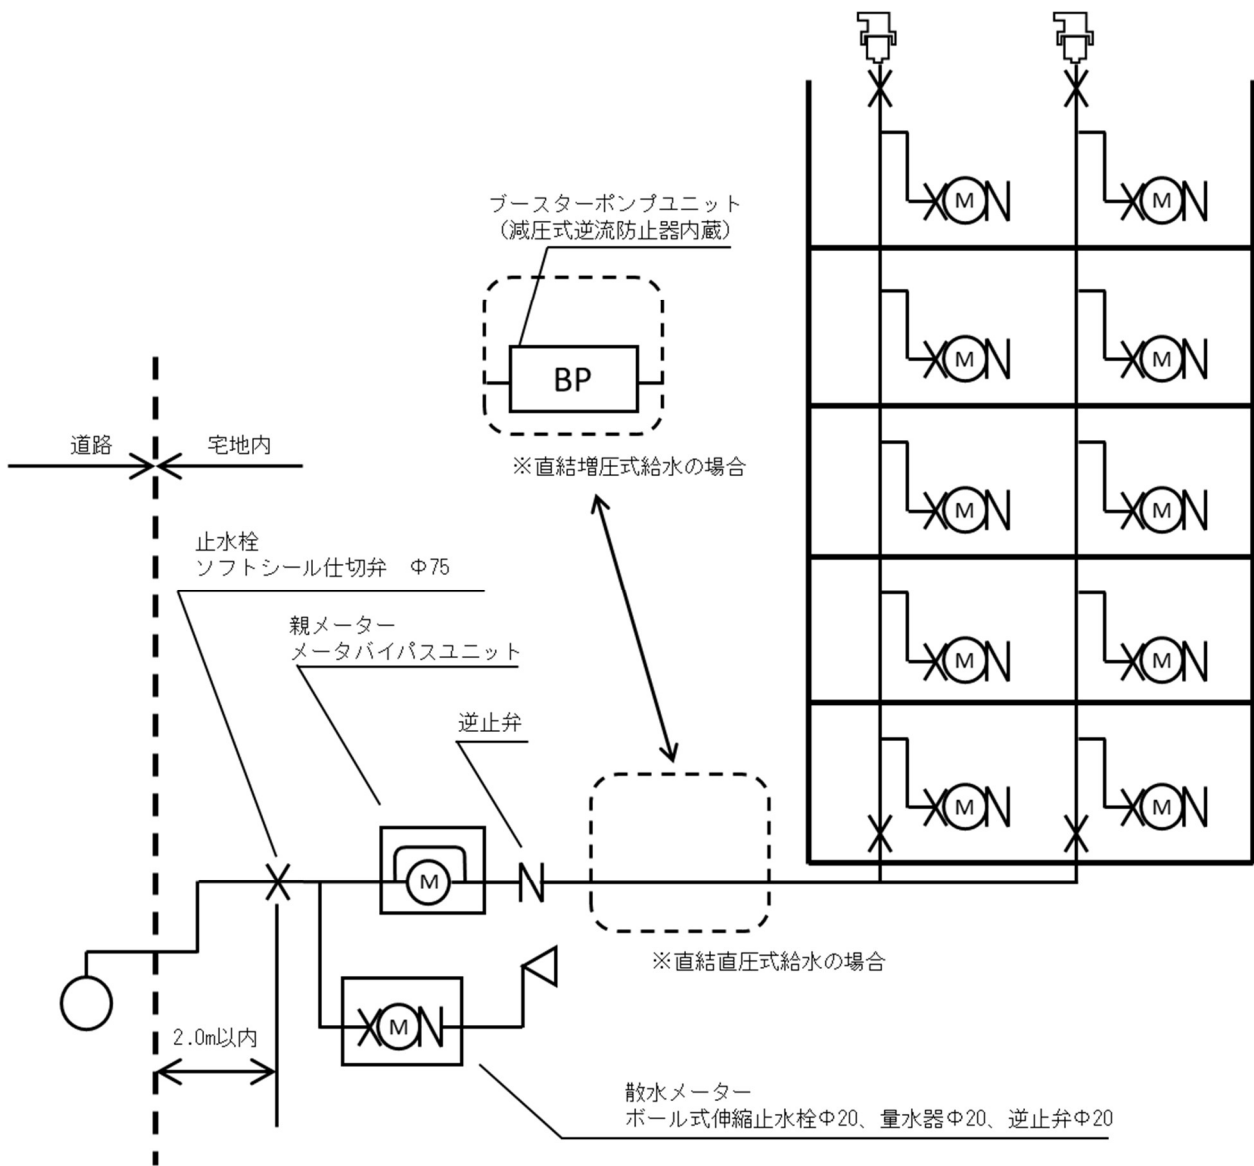 ブースターポンプユニット
(減圧式逆流防止器内蔵)
BP
※直結増圧式給水の場合
道路
宅地内
止水栓
ソフトシール仕切弁 Φ75
親メーター
メータバイパスユニット
逆止弁
M
M
M
M
M
M
M
M
M
M
M
N
※直結直圧式給水の場合
M
2.0m以内
散水メーター
ボール式伸縮止水栓Φ20、量水器Φ20、逆止弁Φ20